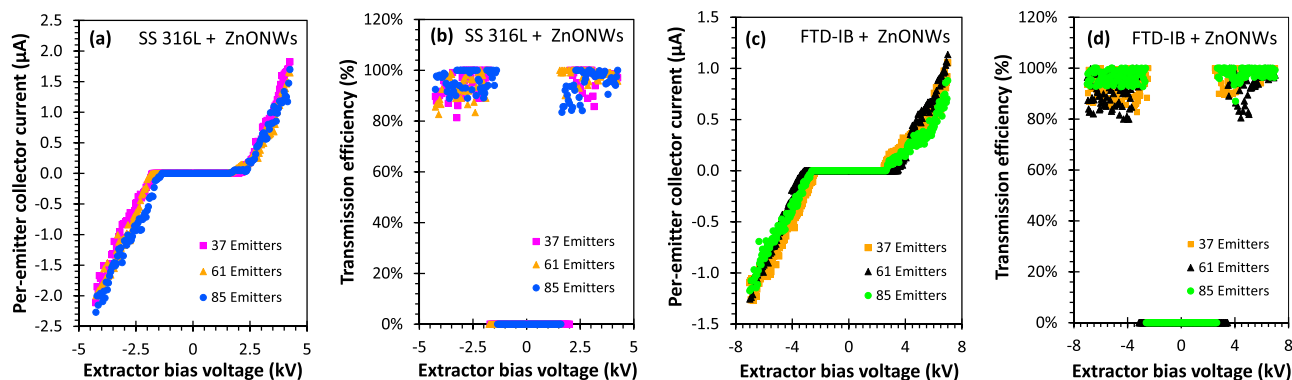 (a) SS 316L + ZnONWs
Per-emitter collector current (µA)
2.5
2.0
1.5
1.0
0.5
0.0
-0.5
-1.0
-1.5
-2.0
-2.5
37 Emitters
61 Emitters
85 Emitters
-5
-2.5
0
2.5
5
Extractor bias voltage (kV)
(b) SS 316L + ZnONWs
Transmission efficiency (%)
120%
100%
80%
60%
40%
20%
0%
37 Emitters
61 Emitters
85 Emitters
-5
-2.5
0
2.5
5
Extractor bias voltage (kV)
(c) FTD-IB + ZnONWs
Per-emitter collector current (µA)
1.5
1.0
0.5
0.0
-0.5
-1.0
-1.5
37 Emitters
61 Emitters
85 Emitters
-8
-4
0
4
8
Extractor bias voltage (kV)
(d) FTD-IB + ZnONWs
Transmission efficiency (%)
120%
100%
80%
60%
40%
20%
0%
37 Emitters
61 Emitters
85 Emitters
-8
-4
0
4
8
Extractor bias voltage (kV)